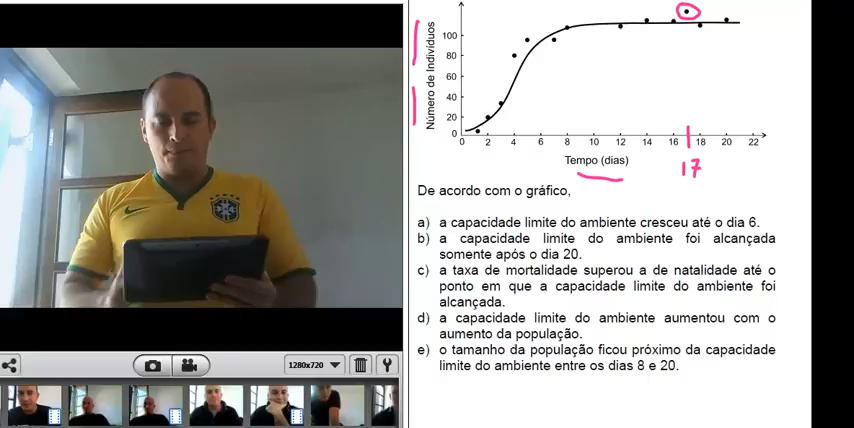 1280x720
Número de Indivíduos
100
80
60
40
20
0
0 2 4 6 8 10 12 14 16 18 20 22
Tempo (dias)
17
De acordo com o gráfico,
a) a capacidade limite do ambiente cresceu até o dia 6.
b) a capacidade limite do ambiente foi alcançada
somente após o dia 20.
c) a taxa de mortalidade superou a de natalidade até o
ponto em que a capacidade limite do ambiente foi
alcançada.
d) a capacidade limite do ambiente aumentou com o
aumento da população.
e) o tamanho da população ficou próximo da capacidade
limite do ambiente entre os dias 8 e 20.